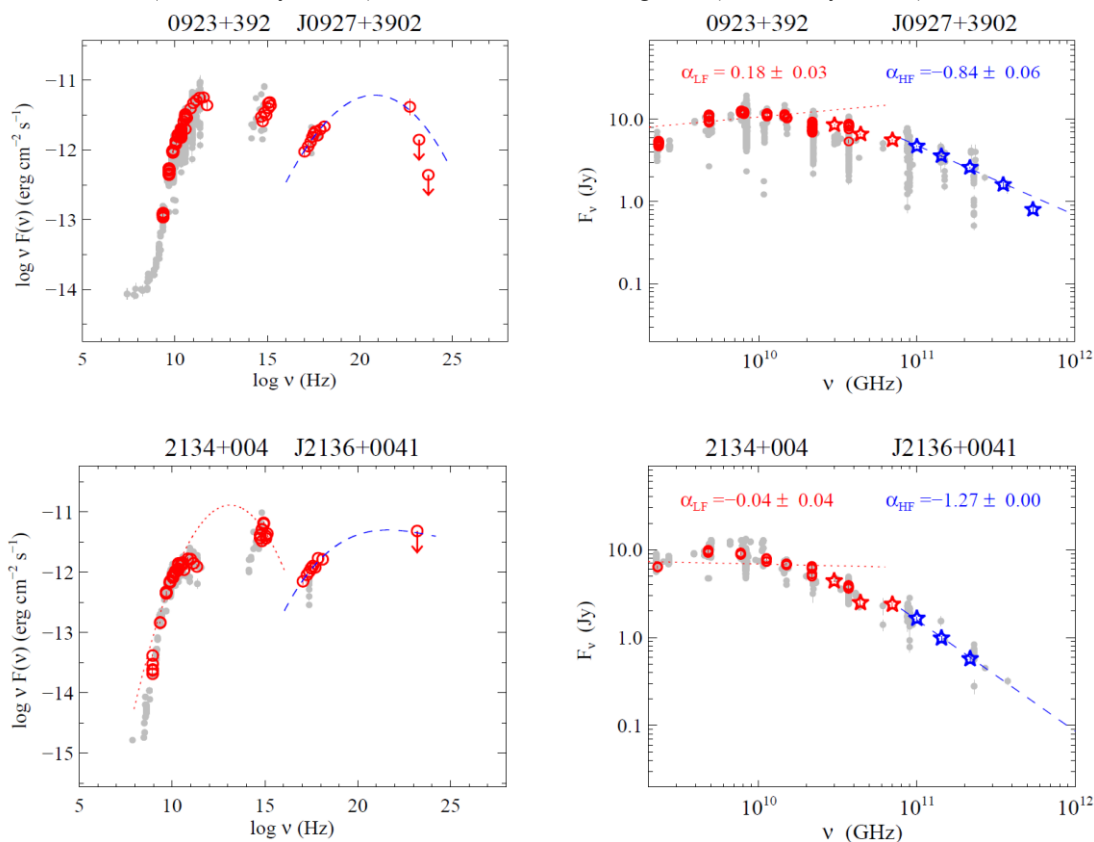 0923+392 J0927+3902
log ν F(ν) (erg cm⁻² s⁻¹)
−11
−12
−13
−14
5 10 15 20 25
log ν (Hz)
0923+392 J0927+3902
α_LF = 0.18 ± 0.03 α_HF =−0.84 ± 0.06
F_ν (Jy)
10.0
1.0
0.1
10¹⁰ 10¹¹ 10¹²
ν (GHz)
2134+004 J2136+0041
log ν F(ν) (erg cm⁻² s⁻¹)
−11
−12
−13
−14
−15
5 10 15 20 25
log ν (Hz)
2134+004 J2136+0041
α_LF =−0.04 ± 0.04 α_HF =−1.27 ± 0.00
F_ν (Jy)
10.0
1.0
0.1
10¹⁰ 10¹¹ 10¹²
ν (GHz)